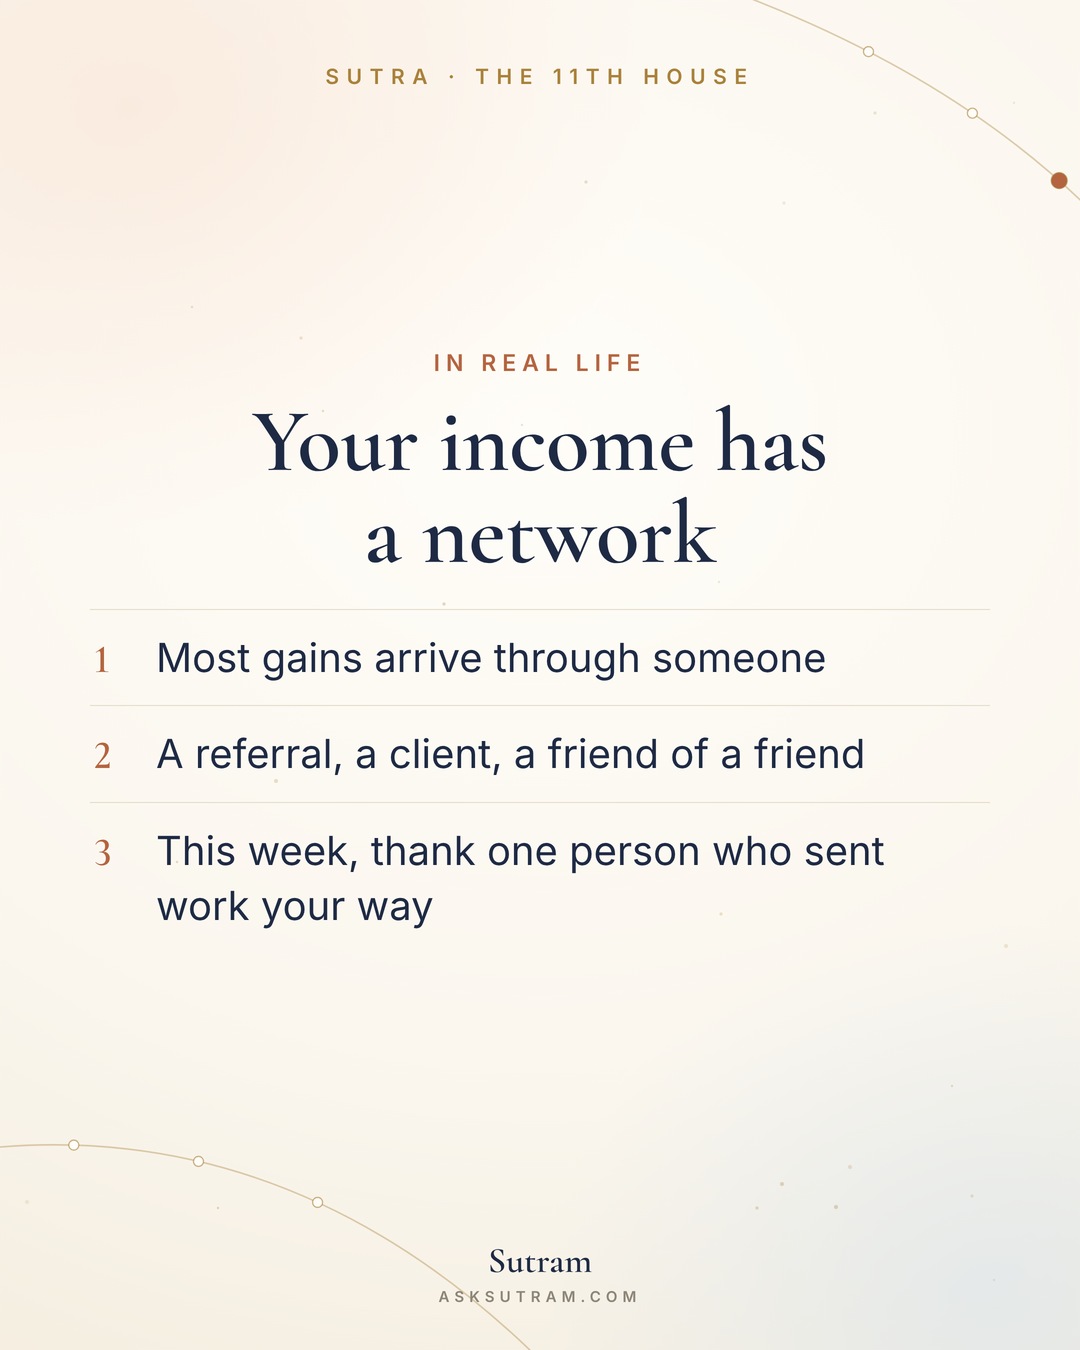 SUTRA · THE 11TH HOUSE
IN REAL LIFE
Your income has
a network
1 Most gains arrive through someone
2 A referral, a client, a friend of a friend
3 This week, thank one person who sent
work your way
Sutram
ASKSUTRAM.COM